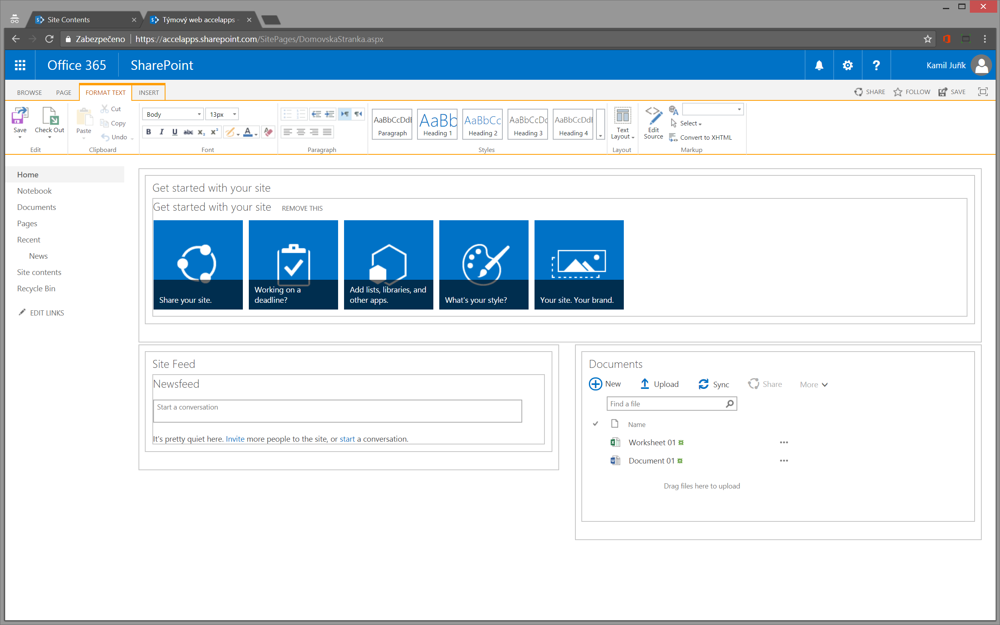 Site Contents
Týmový web accelapps -
Zabezpečeno
https://accelapps.sharepoint.com/SitePages/DomovskaStranka.aspx
Office 365
SharePoint
Kamil Juřík
BROWSE
PAGE
FORMAT TEXT
INSERT
SHARE
FOLLOW
SAVE
Save
Check Out
Edit
Paste
Cut
Copy
Undo
Clipboard
Body
13px
B I U abc x₂ x²
A
Font
Paragraph
AaBbCcDdE
Paragraph
AaBb
Heading 1
AaBbCc
Heading 2
AaBbCcDd
Heading 3
AaBbCcDdE
Heading 4
Styles
Text
Layout
Layout
Edit
Source
Select
Convert to XHTML
Markup
Home
Notebook
Documents
Pages
Recent
News
Site contents
Recycle Bin
EDIT LINKS
Get started with your site
Get started with your site
REMOVE THIS
Share your site.
Working on a
deadline?
Add lists, libraries, and
other apps.
What's your style?
Your site. Your brand.
Site Feed
Newsfeed
Start a conversation
It's pretty quiet here. Invite more people to the site, or start a conversation.
Documents
New
Upload
Sync
Share
More
Find a file
Name
Worksheet 01
Document 01
Drag files here to upload